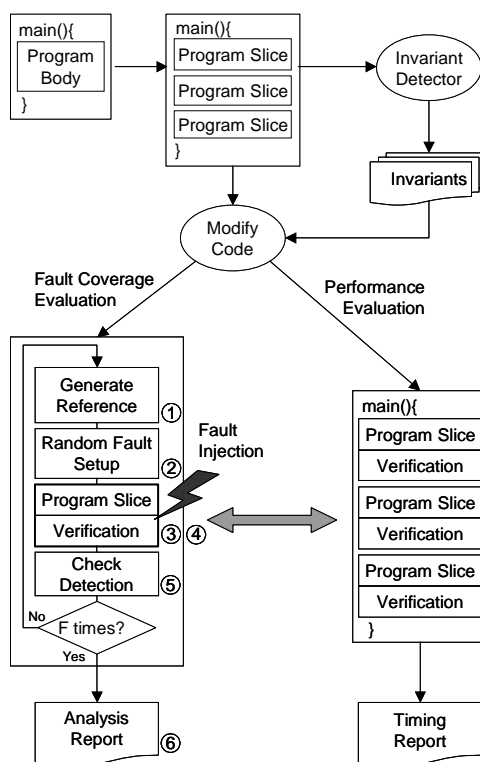 main(){
Program
Body
}
main(){
Program Slice
Program Slice
Program Slice
}
Invariant
Detector
Invariants
Modify
Code
Fault Coverage
Evaluation
Performance
Evaluation
Generate
Reference
①
Random Fault
Setup
②
Fault
Injection
Program Slice
Verification
③ ④
Check
Detection
⑤
No
F times?
Yes
Analysis
Report
⑥
main(){
Program Slice
Verification
Program Slice
Verification
Program Slice
Verification
}
Timing
Report